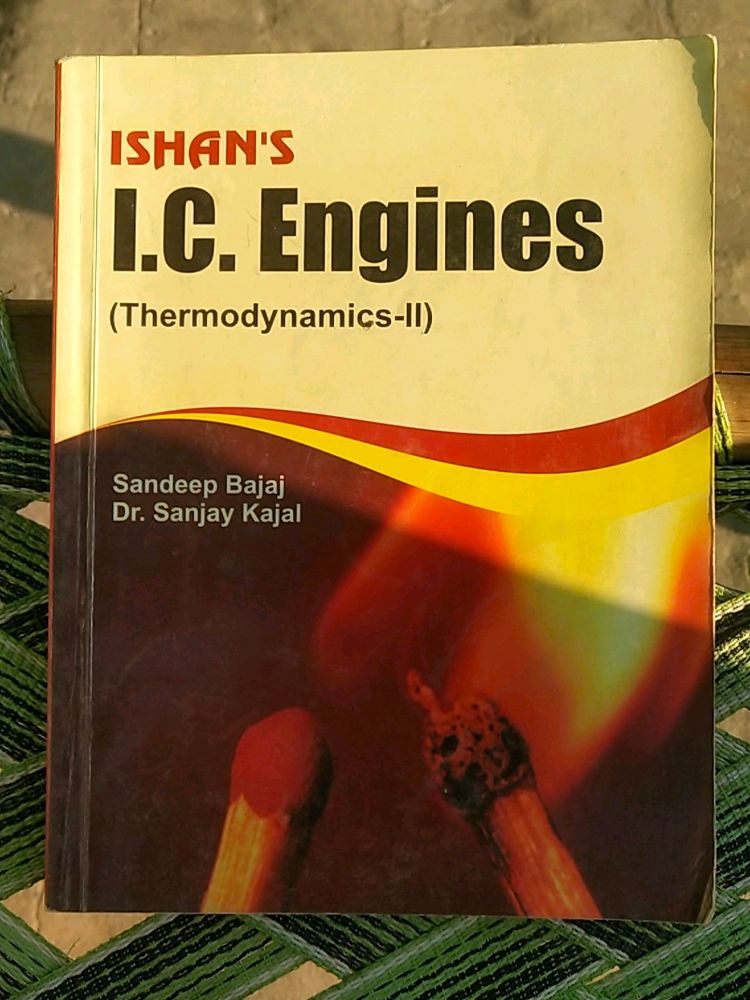 ISHAN'S
I.C. Engines
(Thermodynamics-II)
Sandeep Bajaj
Dr. Sanjay Kajal